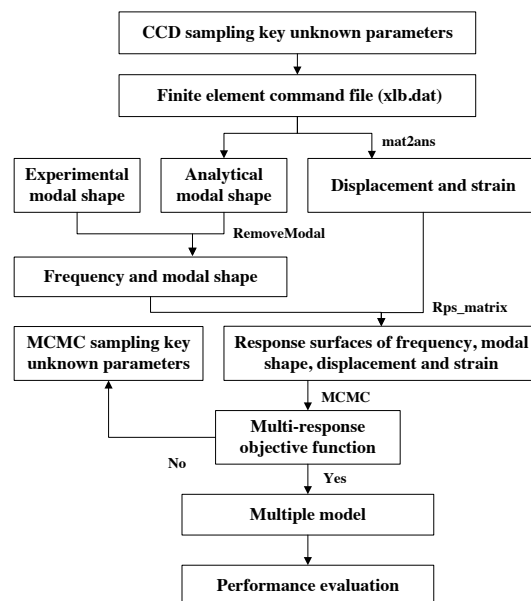 CCD sampling key unknown parameters
Finite element command file (xlb.dat)
mat2ans
Experimental
modal shape
Analytical
modal shape
Displacement and strain
RemoveModal
Frequency and modal shape
Rps_matrix
MCMC sampling key
unknown parameters
Response surfaces of frequency, modal
shape, displacement and strain
MCMC
Multi-response
objective function
No
Yes
Multiple model
Performance evaluation